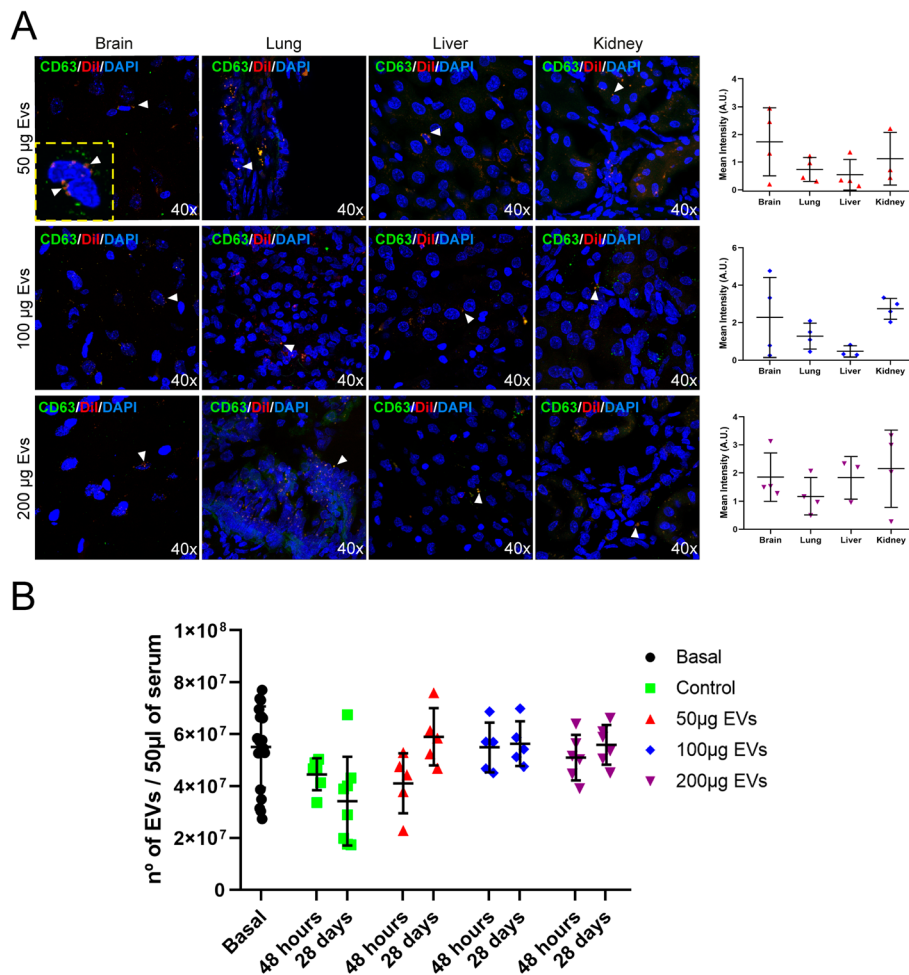 A
Brain Lung Liver Kidney
50 µg Evs
CD63/DiI/DAPI CD63/DiI/DAPI CD63/DiI/DAPI CD63/DiI/DAPI
40x 40x 40x 40x
Mean Intensity (A.U.)
4
3
2
1
0
Brain Lung Liver Kidney
100 µg Evs
CD63/DiI/DAPI CD63/DiI/DAPI CD63/DiI/DAPI CD63/DiI/DAPI
40x 40x 40x 40x
Mean Intensity (A.U.)
6
4
2
0
Brain Lung Liver Kidney
200 µg Evs
CD63/DiI/DAPI CD63/DiI/DAPI CD63/DiI/DAPI CD63/DiI/DAPI
40x 40x 40x 40x
Mean Intensity (A.U.)
4
3
2
1
0
Brain Lung Liver Kidney
B
nº of EVs / 50µl of serum
1×10⁸
8×10⁷
6×10⁷
4×10⁷
2×10⁷
0
Basal 48 hours 28 days 48 hours 28 days 48 hours 28 days 48 hours 28 days
Basal
Control
50µg EVs
100µg EVs
200µg EVs